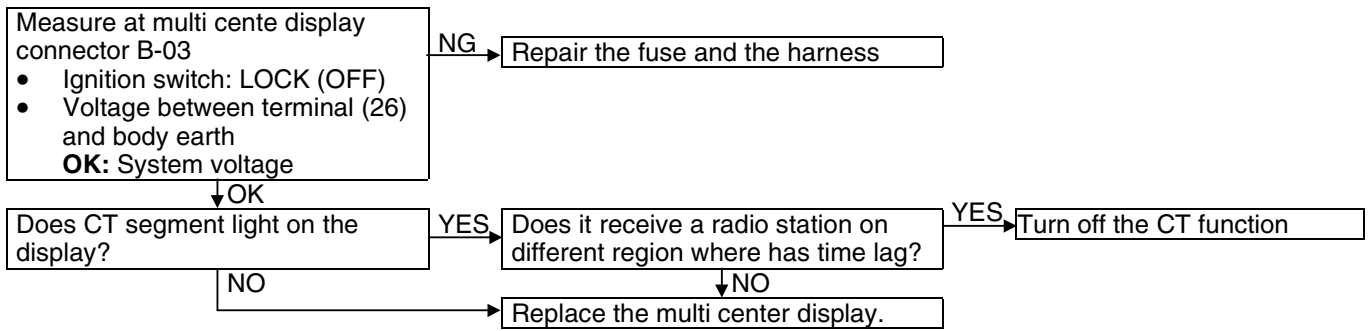 Measure at multi cente display
connector B-03
• Ignition switch: LOCK (OFF)
• Voltage between terminal (26)
and body earth
OK: System voltage
NG
Repair the fuse and the harness
OK
Does CT segment light on the
display?
YES
Does it receive a radio station on
different region where has time lag?
YES
Turn off the CT function
NO
NO
Replace the multi center display.